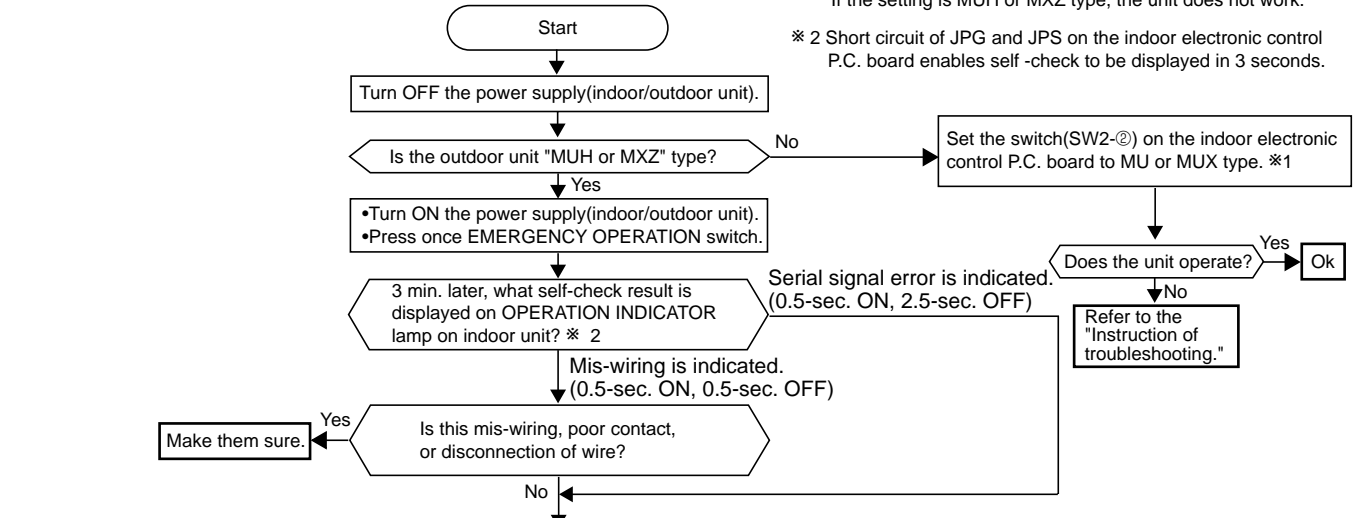 If the setting is MUH or MXZ type, the unit does not work.
※ 2 Short circuit of JPG and JPS on the indoor electronic control
P.C. board enables self -check to be displayed in 3 seconds.
Start
Turn OFF the power supply(indoor/outdoor unit).
Is the outdoor unit "MUH or MXZ" type?
No
Set the switch(SW2-②) on the indoor electronic
control P.C. board to MU or MUX type. ※1
Yes
•Turn ON the power supply(indoor/outdoor unit).
•Press once EMERGENCY OPERATION switch.
Does the unit operate?
Yes
Ok
No
Refer to the
"Instruction of
troubleshooting."
3 min. later, what self-check result is
displayed on OPERATION INDICATOR
lamp on indoor unit? ※ 2
Serial signal error is indicated.
(0.5-sec. ON, 2.5-sec. OFF)
Mis-wiring is indicated.
(0.5-sec. ON, 0.5-sec. OFF)
Is this mis-wiring, poor contact,
or disconnection of wire?
Yes
Make them sure.
No